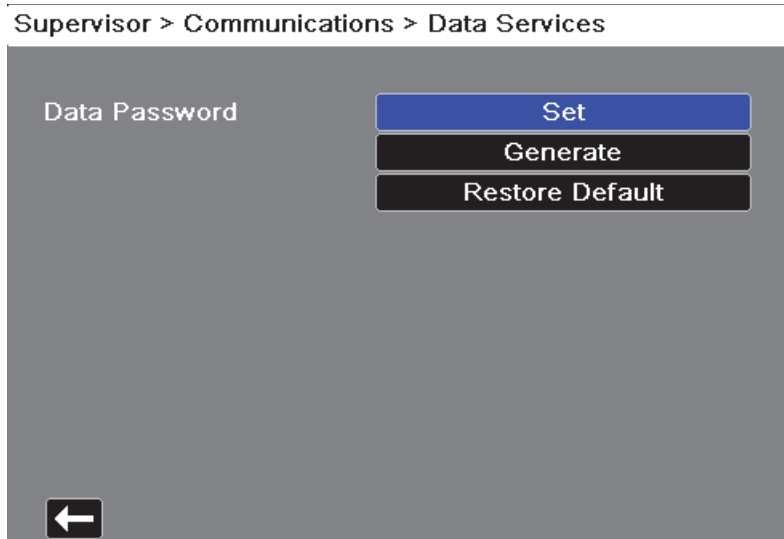 Supervisor > Communications > Data Services
Data Password Set
Generate
Restore Default